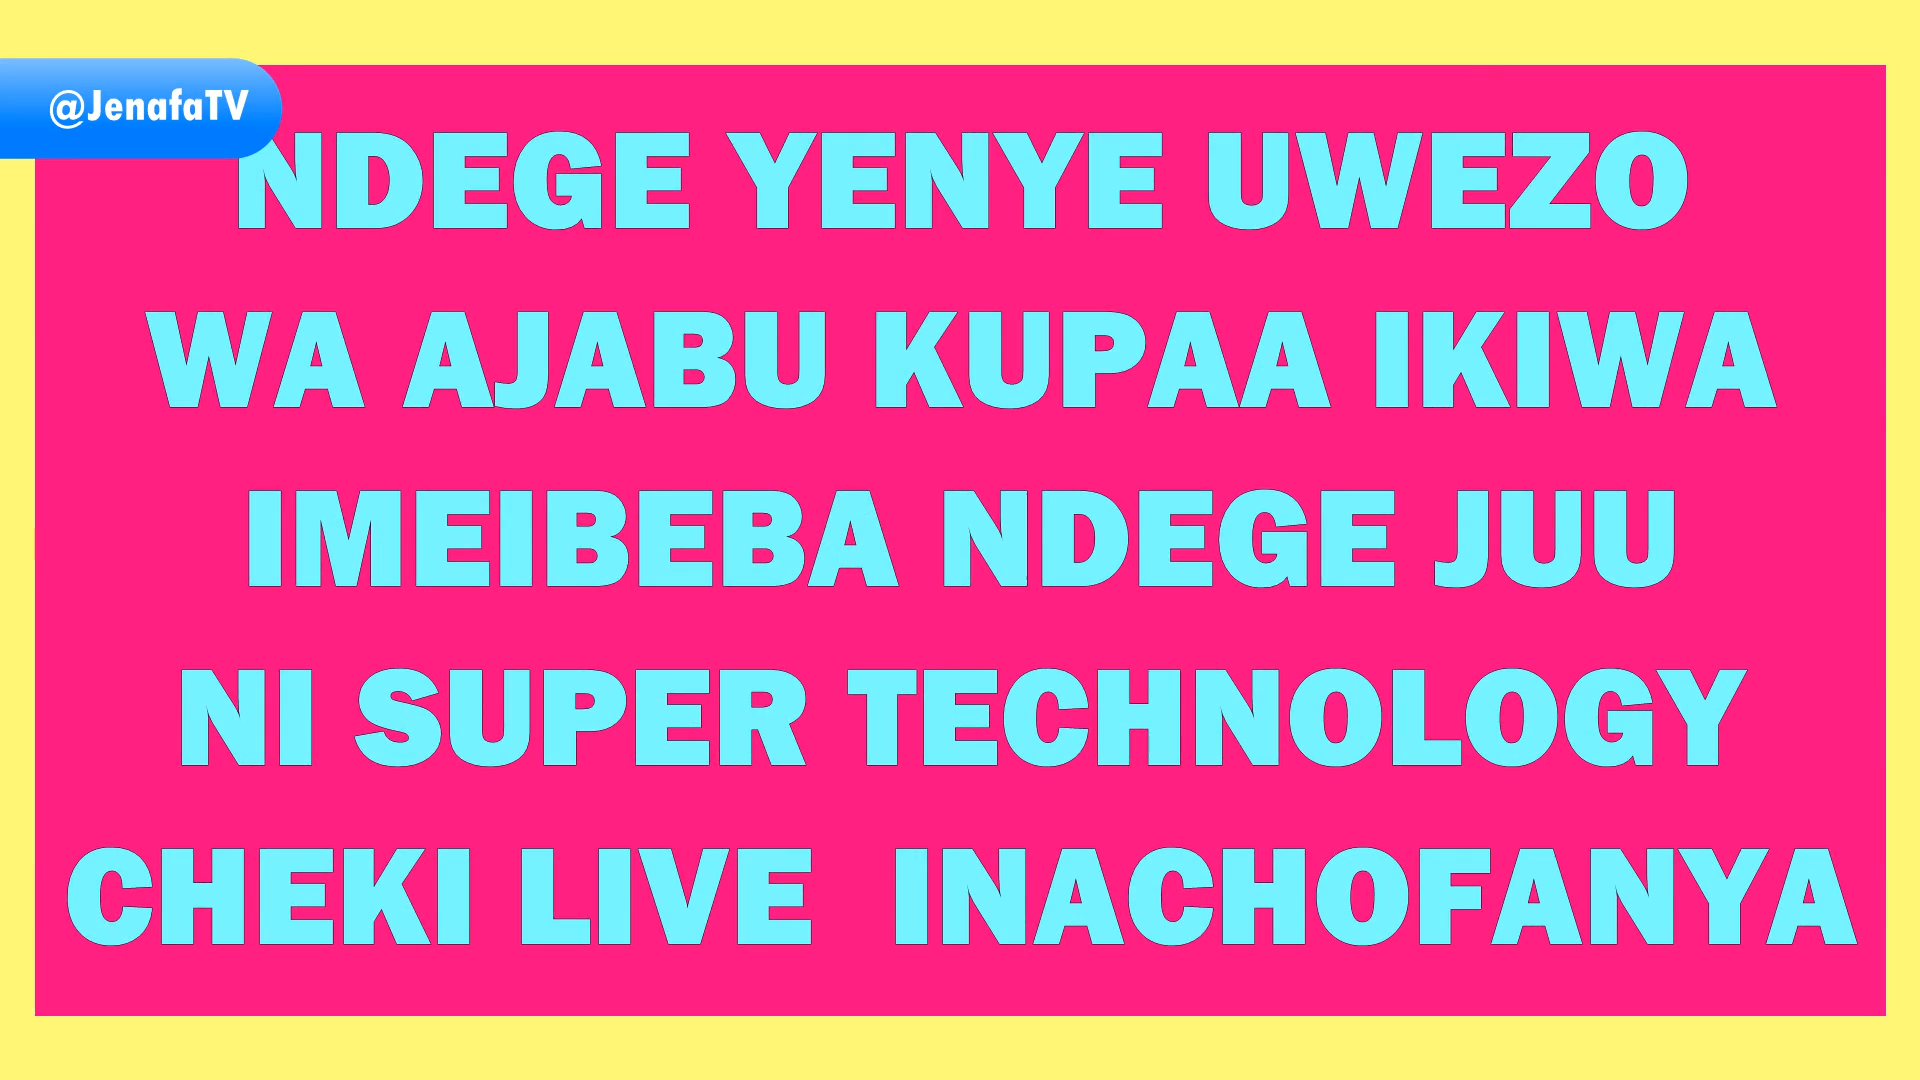 @JenafaTV
NDEGE YENYE UWEZO
WA AJABU KUPAA IKIWA
IMEIBEBA NDEGE JUU
NI SUPER TECHNOLOGY
CHEKI LIVE  INACHOFANYA